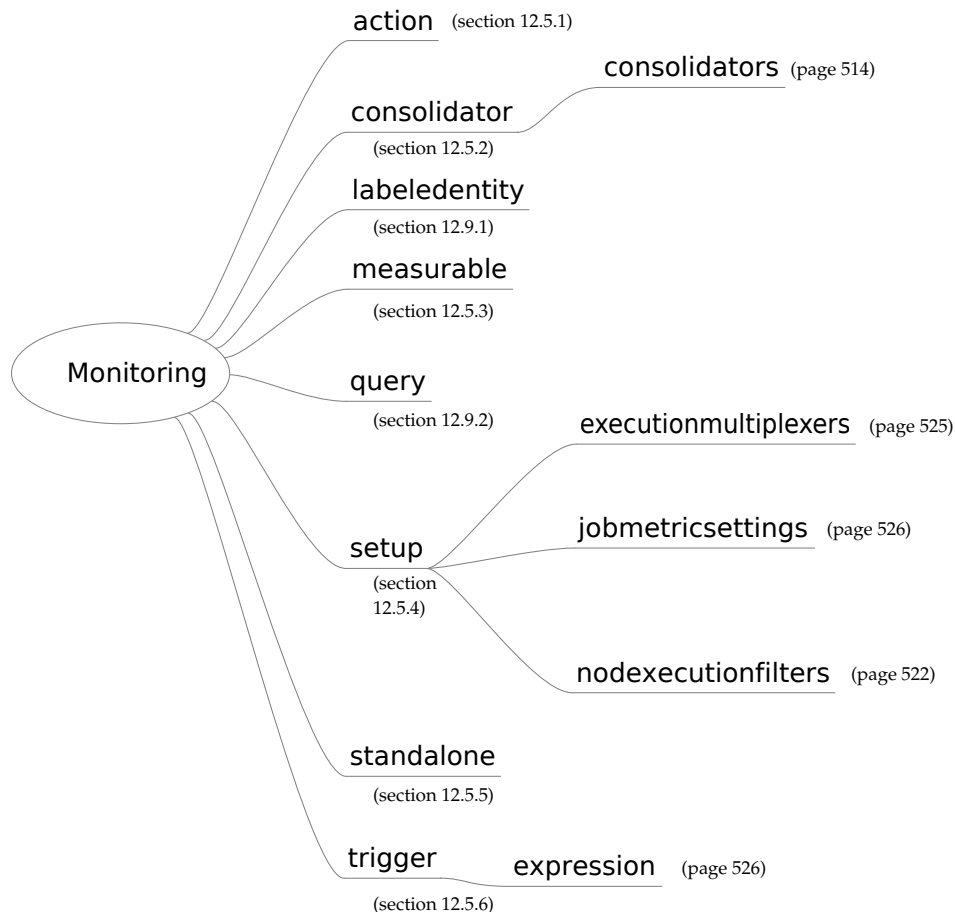 action (section 12.5.1)
consolidators (page 514)
consolidator
(section 12.5.2)
labeledentity
(section 12.9.1)
measurable
(section 12.5.3)
Monitoring
query
(section 12.9.2)
executionmultiplexers (page 525)
jobmetricsettings (page 526)
setup
(section
12.5.4)
nodexecutionfilters (page 522)
standalone
(section 12.5.5)
trigger
expression (page 526)
(section 12.5.6)